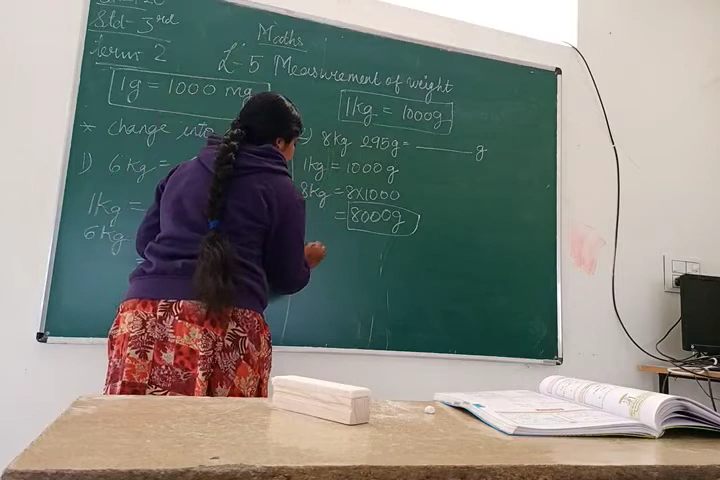 Std-3rd
term-2
Maths
L-5 Measurement of weight
1g = 1000 mg
1kg = 1000g
* Change into
1) 6 kg =
1kg =
6kg
8kg 295g = ______ g
1kg = 1000 g
8kg = 8x1000
= 8000g